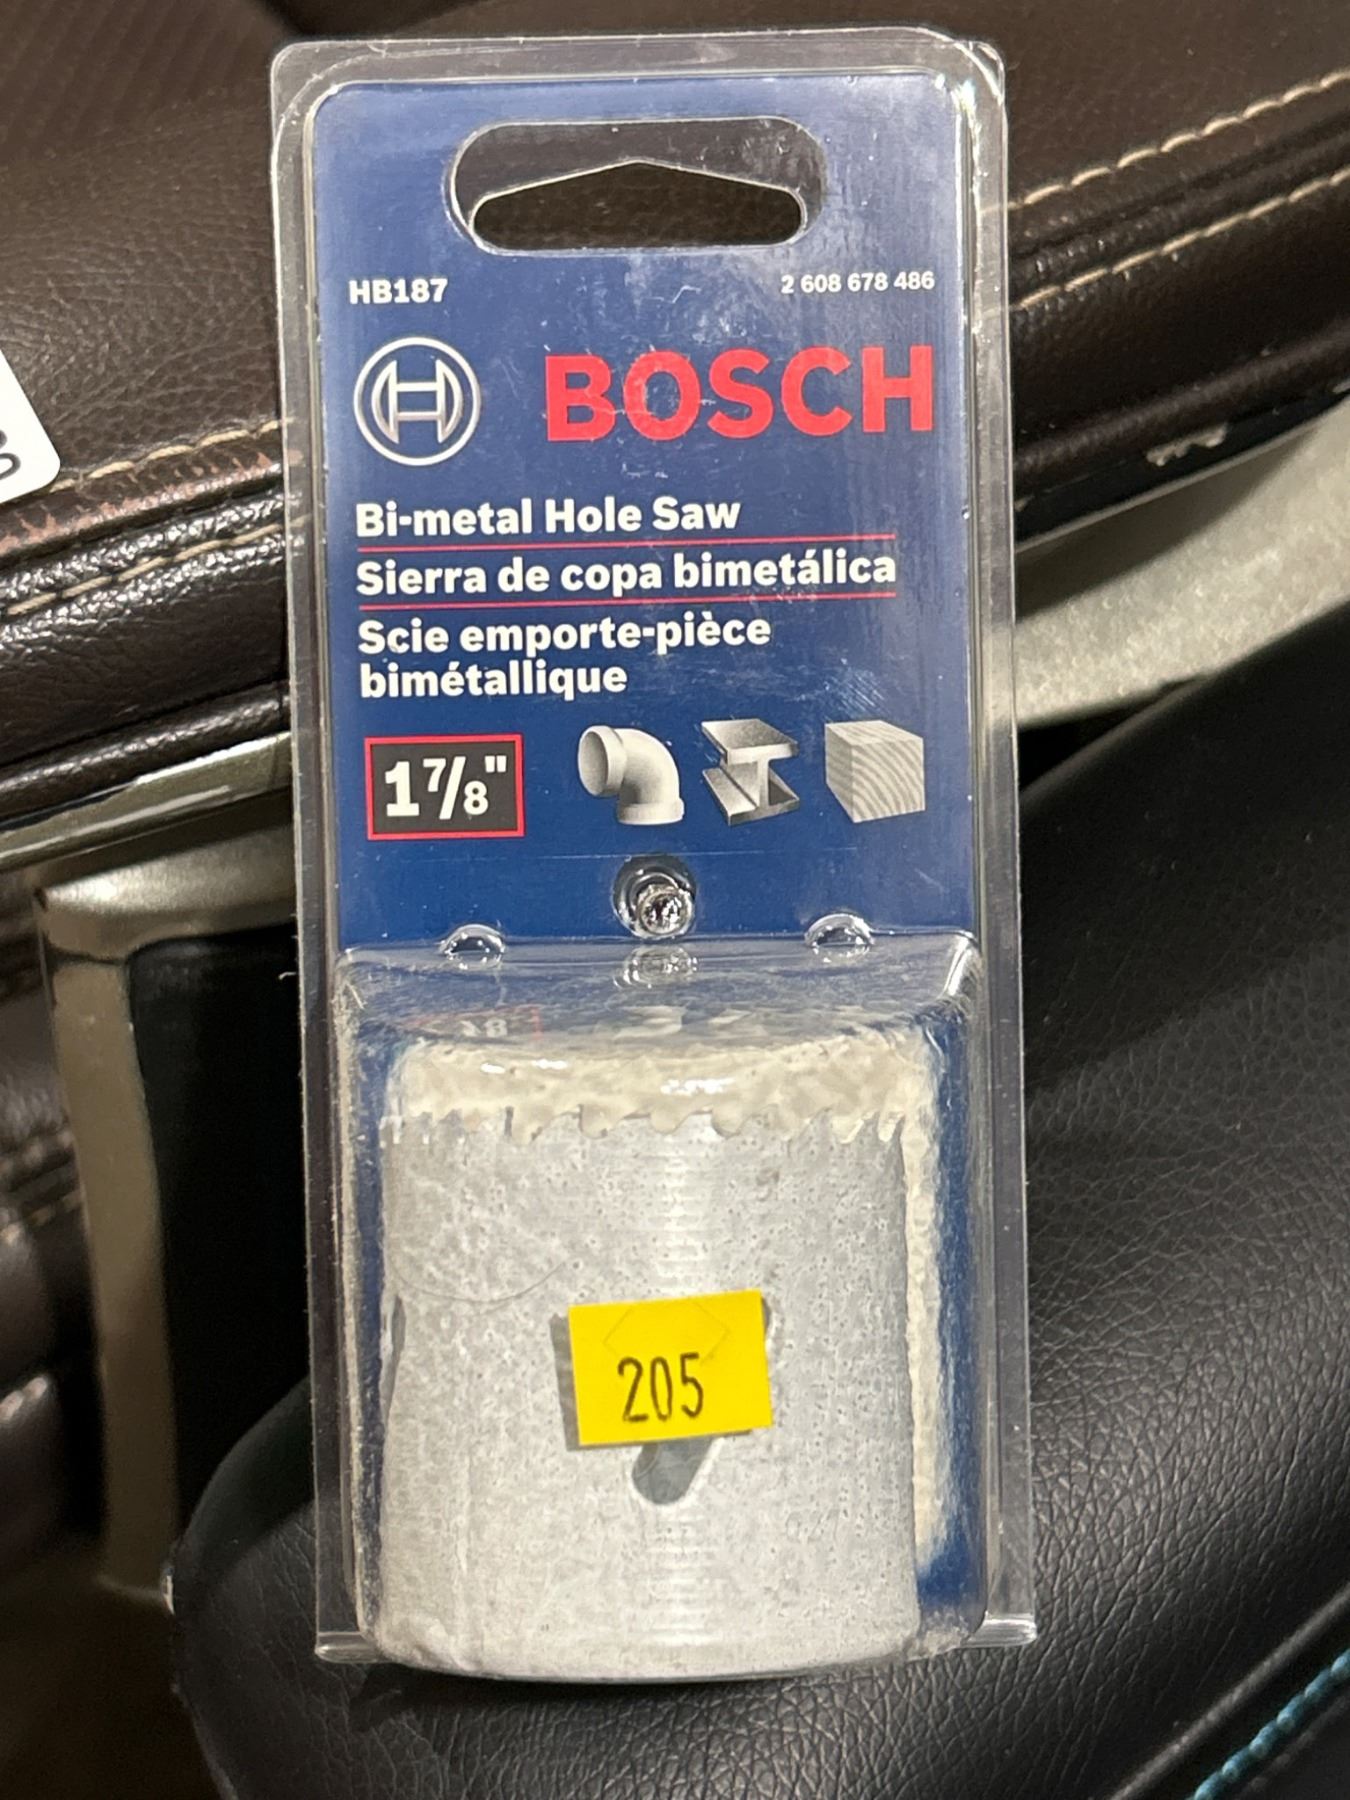 HB187
2 608 678 486
BOSCH
Bi-metal Hole Saw
Sierra de copa bimetálica
Scie emporte-pièce
bimétallique
1 7/8"
205